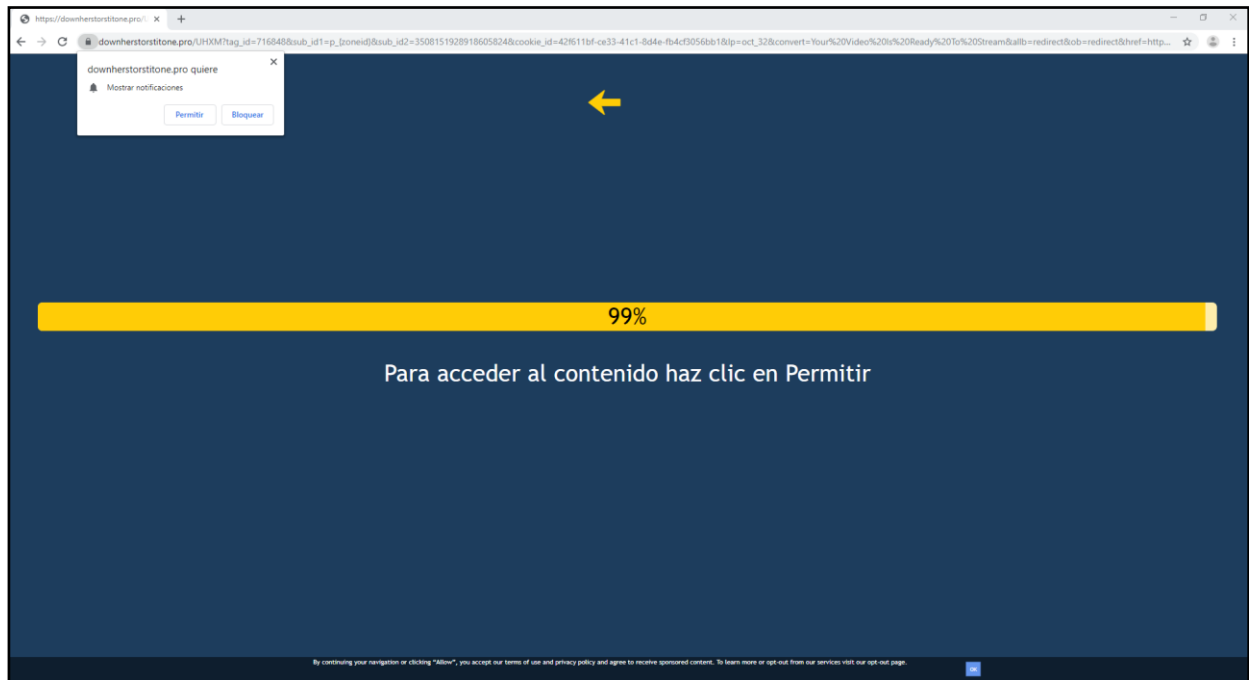 https://downherstorstitone.pro/
downherstorstitone.pro/UHXM?tag_id=716848&sub_id1=p_{zoneid}&sub_id2=3508151928918605824&cookie_id=42f611bf-ce33-41c1-8d4e-fb4cf3056bb1&lp=oct_32&convert=Your%20Video%20Is%20Ready%20To%20Stream&allb=redirect&ob=redirect&href=http...
downherstorstitone.pro quiere
Mostrar notificaciones
Permitir Bloquear
99%
Para acceder al contenido haz clic en Permitir
By continuing your navigation or clicking "Allow", you accept our terms of use and privacy policy and agree to receive sponsored content. To learn more or opt-out from our services visit our opt-out page.
OK